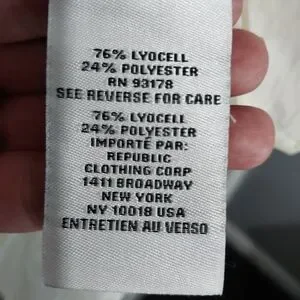 76% LYOCELL
24% POLYESTER
RN 93178
SEE REVERSE FOR CARE
76% LYOCELL
24% POLYESTER
IMPORTÉ PAR:
REPUBLIC
CLOTHING CORP
1411 BROADWAY
NEW YORK
NY 10018 USA
ENTRETIEN AU VERSO